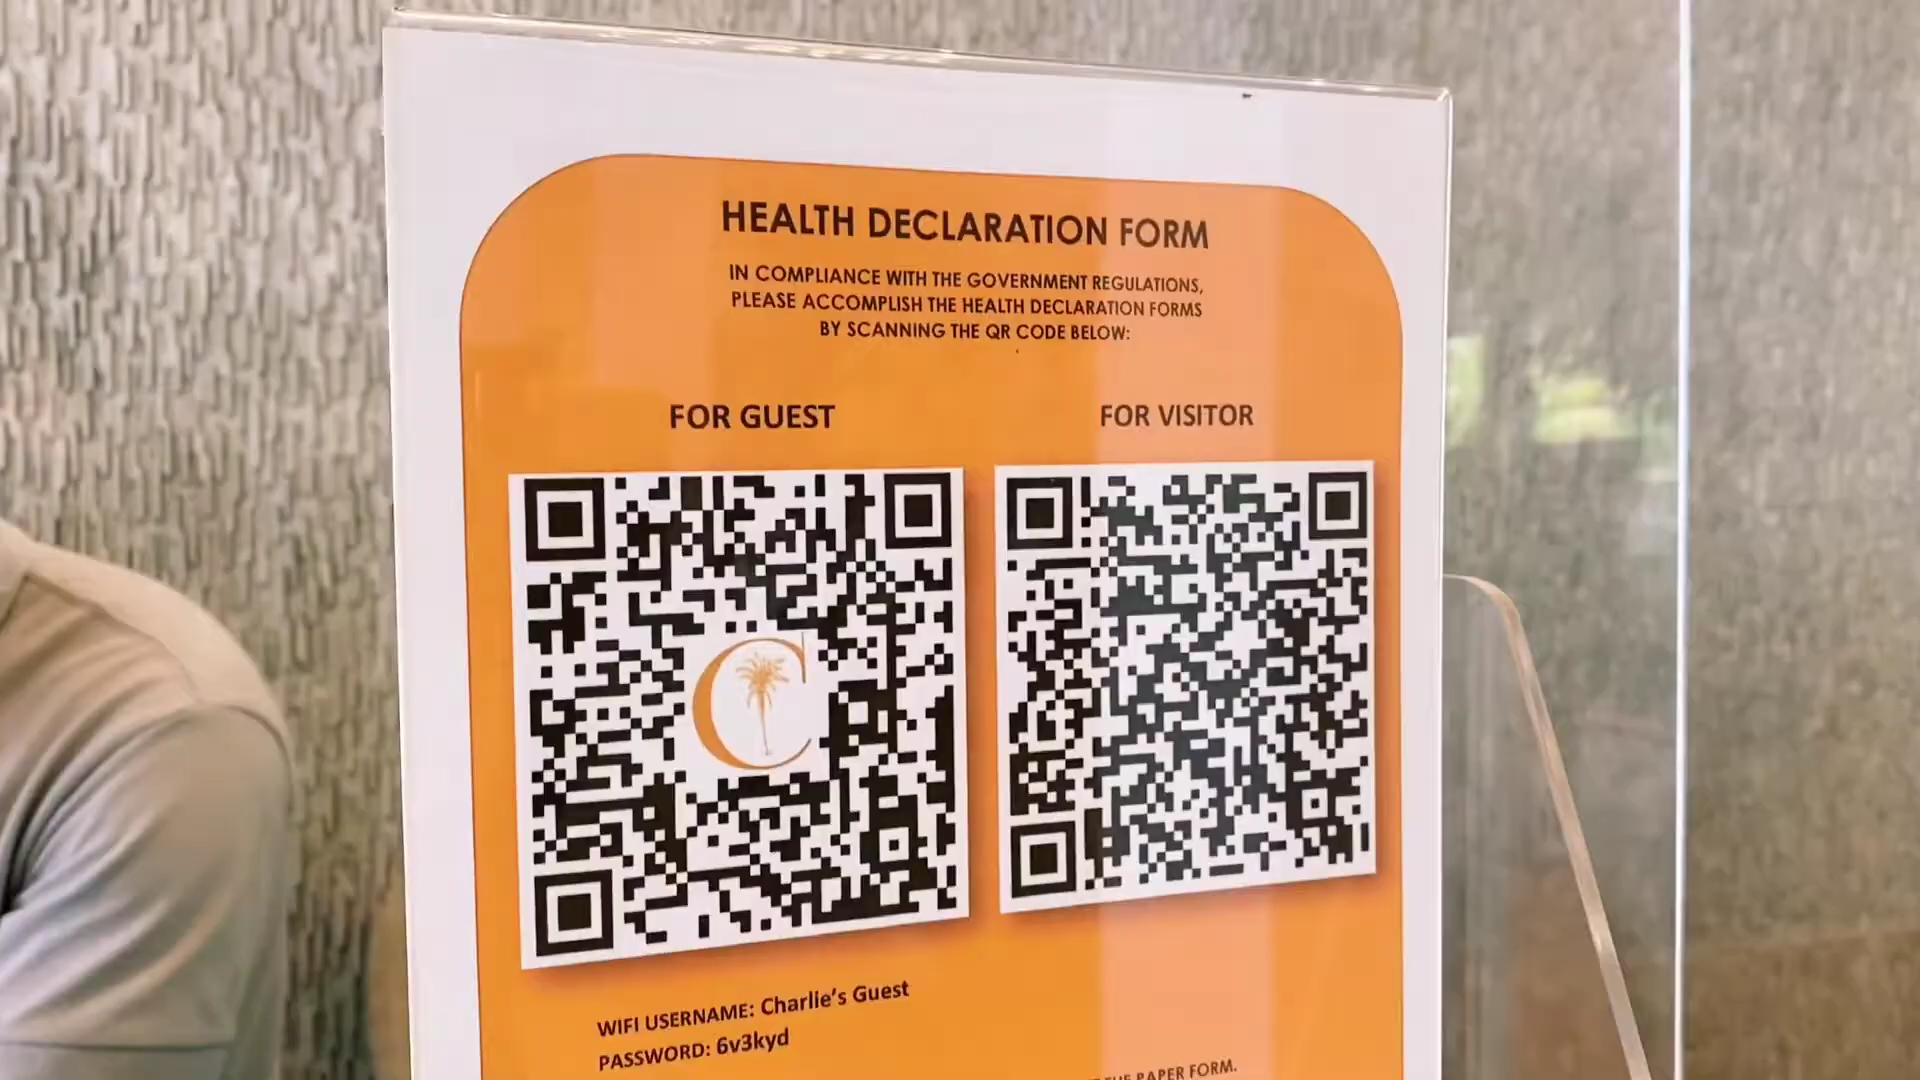 HEALTH DECLARATION FORM
IN COMPLIANCE WITH THE GOVERNMENT REGULATIONS,
PLEASE ACCOMPLISH THE HEALTH DECLARATION FORMS
BY SCANNING THE QR CODE BELOW:
FOR GUEST
FOR VISITOR
C
WIFI USERNAME: Charlie's Guest
PASSWORD: 6v3kyd
PAPER FORM.